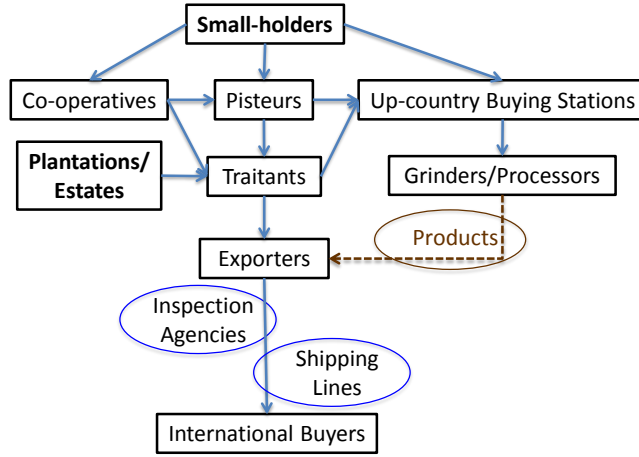 Small-holders
Co-operatives
Pisteurs
Up-country Buying Stations
Plantations/
Estates
Traitants
Grinders/Processors
Products
Exporters
Inspection
Agencies
Shipping
Lines
International Buyers